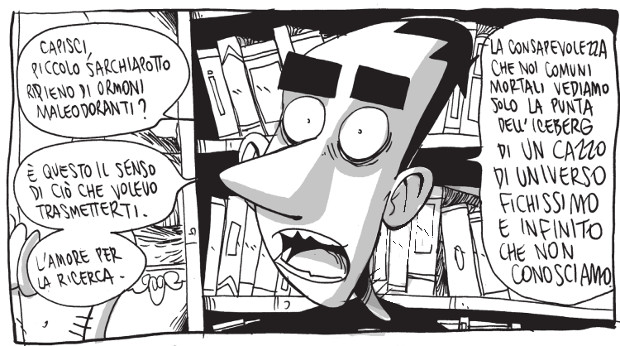 CAPISCI,
PICCOLO SARCHIAPOTTO
RIPIENO DI ORMONI
MALEODORANTI?
È QUESTO IL SENSO
DI CIÒ CHE VOLEVO
TRASMETTERTI.
L'AMORE PER
LA RICERCA.
LA CONSAPEVOLEZZA
CHE NOI COMUNI
MORTALI VEDIAMO
SOLO LA PUNTA
DELL'ICEBERG
DI UN CAZZO
DI UNIVERSO
FICHISSIMO
E INFINITO
CHE NON
CONOSCIAMO.